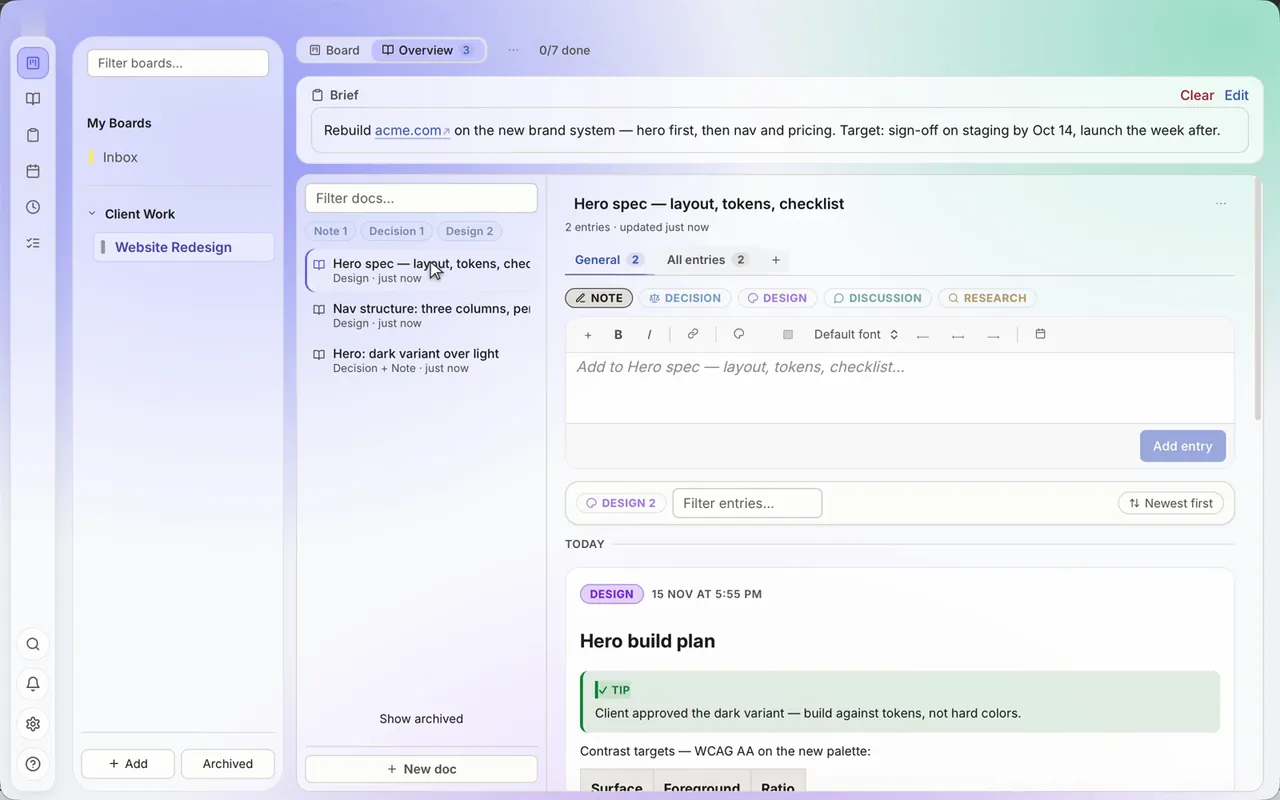 Filter boards...
My Boards
Inbox
Client Work
Website Redesign
+ Add
Archived
Board
Overview 3
...
0/7 done
Brief
Clear Edit
Rebuild acme.com↗ on the new brand system — hero first, then nav and pricing. Target: sign-off on staging by Oct 14, launch the week after.
Filter docs...
Note 1 Decision 1 Design 2
Hero spec — layout, tokens, chec
Design · just now
Nav structure: three columns, per
Design · just now
Hero: dark variant over light
Decision + Note · just now
Show archived
+ New doc
Hero spec — layout, tokens, checklist
...
2 entries · updated just now
General 2 All entries 2 +
NOTE DECISION DESIGN DISCUSSION RESEARCH
+ B I Default font
Add to Hero spec — layout, tokens, checklist...
Add entry
DESIGN 2 Filter entries... Newest first
TODAY
DESIGN 15 NOV AT 5:55 PM
Hero build plan
TIP
Client approved the dark variant — build against tokens, not hard colors.
Contrast targets — WCAG AA on the new palette:
Surface Foreground Ratio